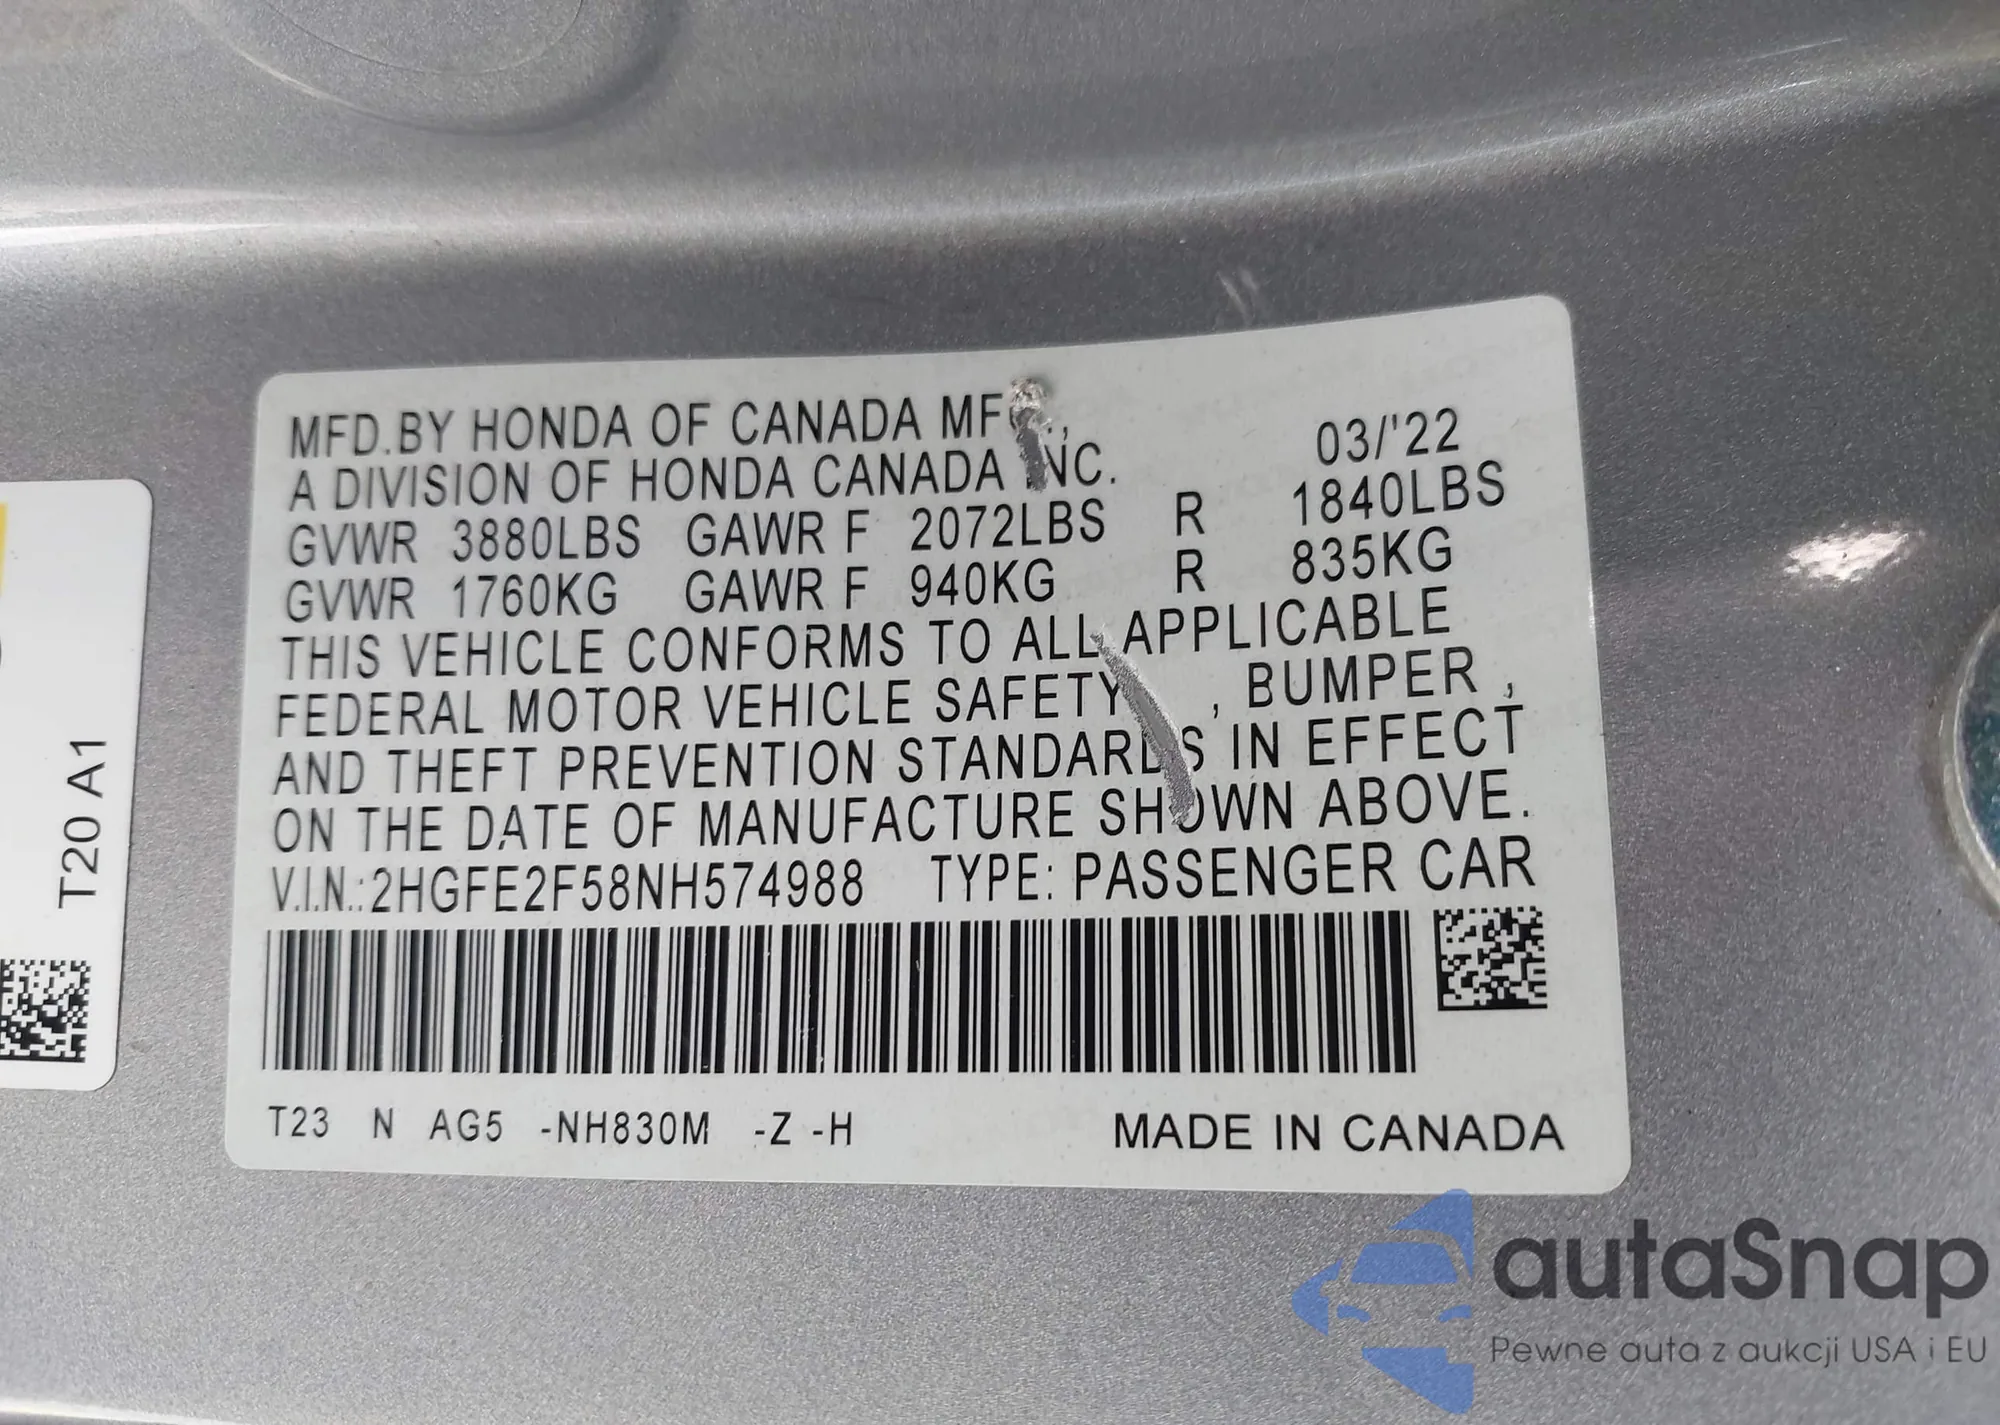 MFD.BY HONDA OF CANADA MFG.,
03/'22
A DIVISION OF HONDA CANADA INC.
GVWR 3880LBS GAWR F 2072LBS R 1840LBS
GVWR 1760KG GAWR F 940KG R 835KG
THIS VEHICLE CONFORMS TO ALL APPLICABLE
FEDERAL MOTOR VEHICLE SAFETY , BUMPER ,
AND THEFT PREVENTION STANDARDS IN EFFECT
ON THE DATE OF MANUFACTURE SHOWN ABOVE.
V.I.N.:2HGFE2F58NH574988 TYPE: PASSENGER CAR
T23 N AG5 -NH830M -Z -H MADE IN CANADA
T20 A1
autaSnap
Pewne auta z aukcji USA i EU